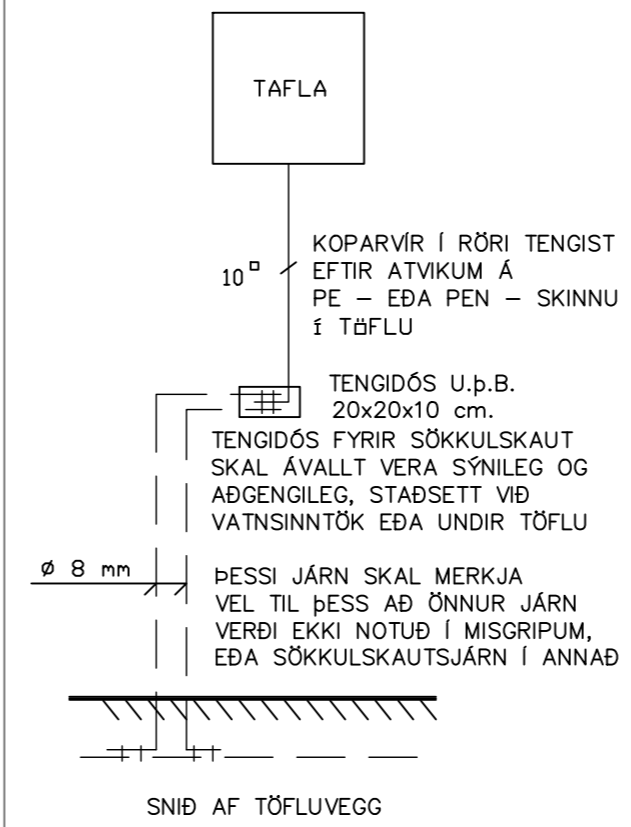 TAFLA
10□
KOPARVÍR Í RÖRI TENGIST
EFTIR ATVIKUM Á
PE – EÐA PEN – SKINNU
í TöFLU
TENGIDÓS U.þ.B.
20x20x10 cm.
TENGIDÓS FYRIR SÖKKULSKAUT
SKAL ÁVALLT VERA SÝNILEG OG
AÐGENGILEG, STAÐSETT VIÐ
VATNSINNTÖK EÐA UNDIR TÖFLU
ø 8 mm
ÞESSI JÁRN SKAL MERKJA
VEL TIL þESS AÐ ÖNNUR JÁRN
VERÐI EKKI NOTUÐ Í MISGRIPUM,
EÐA SÖKKULSKAUTSJÁRN Í ANNAÐ
SNIÐ AF TÖFLUVEGG